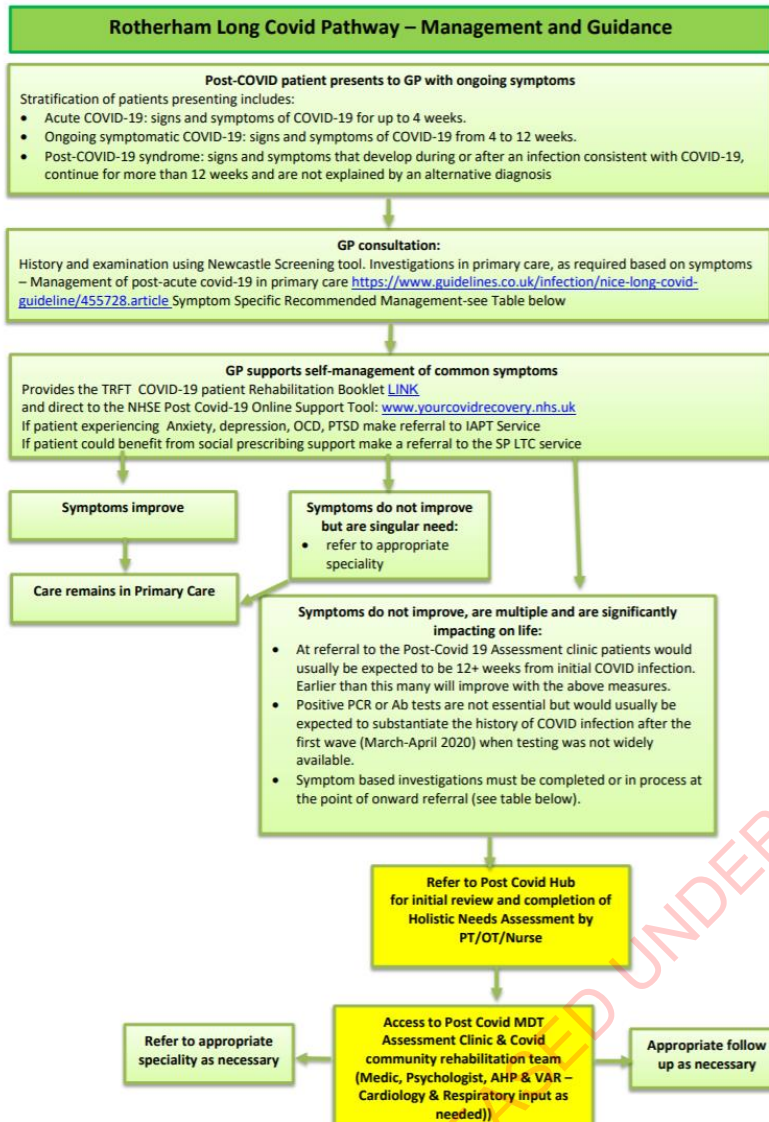 Rotherham Long Covid Pathway – Management and Guidance
Post-COVID patient presents to GP with ongoing symptoms
Stratification of patients presenting includes:
• Acute COVID-19: signs and symptoms of COVID-19 for up to 4 weeks.
• Ongoing symptomatic COVID-19: signs and symptoms of COVID-19 from 4 to 12 weeks.
• Post-COVID-19 syndrome: signs and symptoms that develop during or after an infection consistent with COVID-19,
continue for more than 12 weeks and are not explained by an alternative diagnosis
GP consultation:
History and examination using Newcastle Screening tool. Investigations in primary care, as required based on symptoms
– Management of post-acute covid-19 in primary care https://www.guidelines.co.uk/infection/nice-long-covid-
guideline/455728.article Symptom Specific Recommended Management-see Table below
GP supports self-management of common symptoms
Provides the TRFT COVID-19 patient Rehabilitation Booklet LINK
and direct to the NHSE Post Covid-19 Online Support Tool: www.yourcovidrecovery.nhs.uk
If patient experiencing Anxiety, depression, OCD, PTSD make referral to IAPT Service
If patient could benefit from social prescribing support make a referral to the SP LTC service
Symptoms improve
Symptoms do not improve
but are singular need:
• refer to appropriate
speciality
Care remains in Primary Care
Symptoms do not improve, are multiple and are significantly
impacting on life:
• At referral to the Post-Covid 19 Assessment clinic patients would
usually be expected to be 12+ weeks from initial COVID infection.
Earlier than this many will improve with the above measures.
• Positive PCR or Ab tests are not essential but would usually be
expected to substantiate the history of COVID infection after the
first wave (March-April 2020) when testing was not widely
available.
• Symptom based investigations must be completed or in process at
the point of onward referral (see table below).
Refer to Post Covid Hub
for initial review and completion of
Holistic Needs Assessment by
PT/OT/Nurse
Refer to appropriate
speciality as necessary
Access to Post Covid MDT
Assessment Clinic & Covid
community rehabilitation team
(Medic, Psychologist, AHP & VAR –
Cardiology & Respiratory input as
needed))
Appropriate follow
up as necessary
ASED UNDER